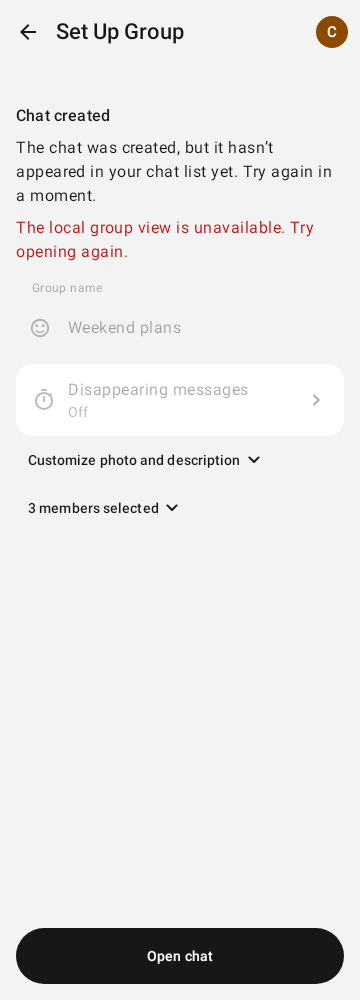 Set Up Group
C
Chat created
The chat was created, but it hasn’t
appeared in your chat list yet. Try again in
a moment.
The local group view is unavailable. Try
opening again.
Group name
Weekend plans
Disappearing messages
Off
Customize photo and description
3 members selected
Open chat